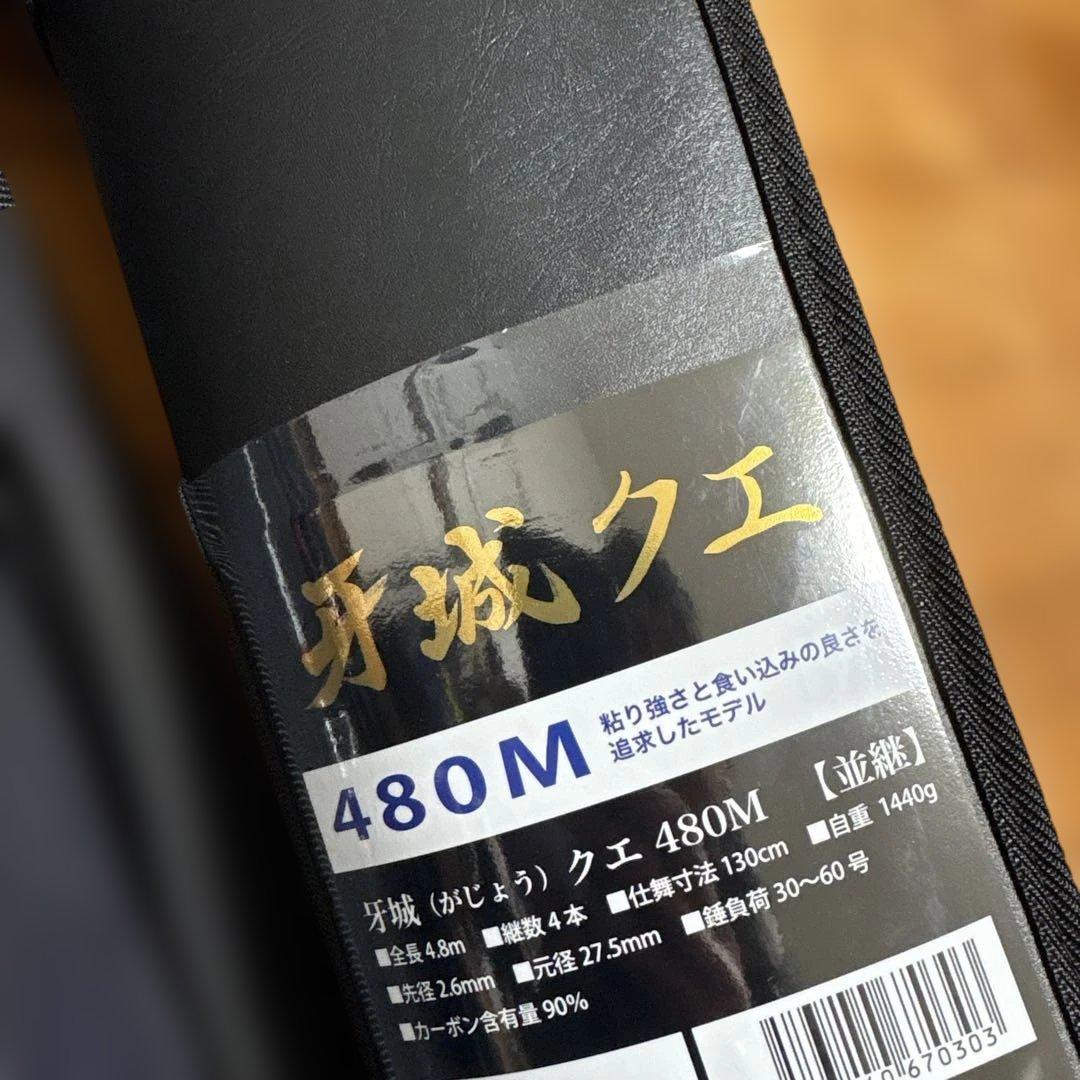 牙城クエ
480M 粘り強さと食い込みの良さを
追求したモデル
牙城（がじょう）クエ 480M 【並継】
■全長 4.8m ■継数 4 本 ■仕舞寸法 130cm ■自重 1440g
■先径 2.6mm ■元径 27.5mm ■錘負荷 30〜60 号
■カーボン含有量 90%
670303